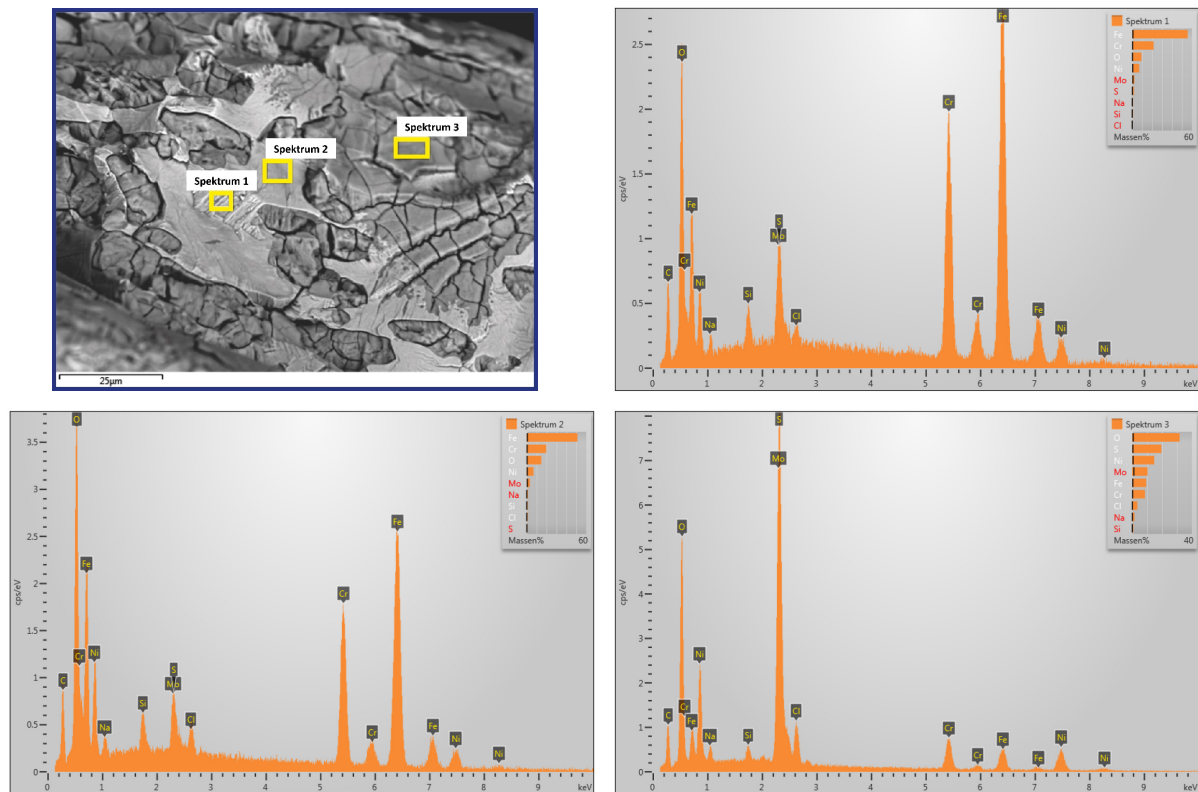 Spektrum 3
Spektrum 2
Spektrum 1
25µm
Spektrum 1
Fe
Cr
O
Ni
Mo
S
Na
Si
Cl
Massen% 60
Fe
O
Cr
Fe
S
Mo
Cr
Ni
C
Si
Cl
Na
Cr
Fe
Ni
Ni
cps/eV
2.5
2
1.5
1
0.5
0
0 1 2 3 4 5 6 7 8 9 keV
Spektrum 2
Fe
Cr
O
Ni
Mo
Na
Si
Cl
S
Massen% 60
O
Fe
Fe
Cr
Cr
Ni
C
S
Mo
Si
Cl
Na
Cr
Fe
Ni
Ni
cps/eV
3.5
3
2.5
2
1.5
1
0.5
0
0 1 2 3 4 5 6 7 8 9 keV
Spektrum 3
O
S
Ni
Mo
Fe
Cr
Cl
Na
Si
Massen% 40
S
Mo
O
Ni
Cr
C
Fe
Na
Si
Cl
Cr
Cr
Fe
Fe
Ni
Ni
cps/eV
7
6
5
4
3
2
1
0
0 1 2 3 4 5 6 7 8 9 keV